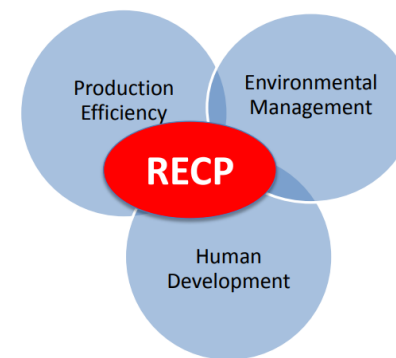 Production
Efficiency
Environmental
Management
RECP
Human
Development